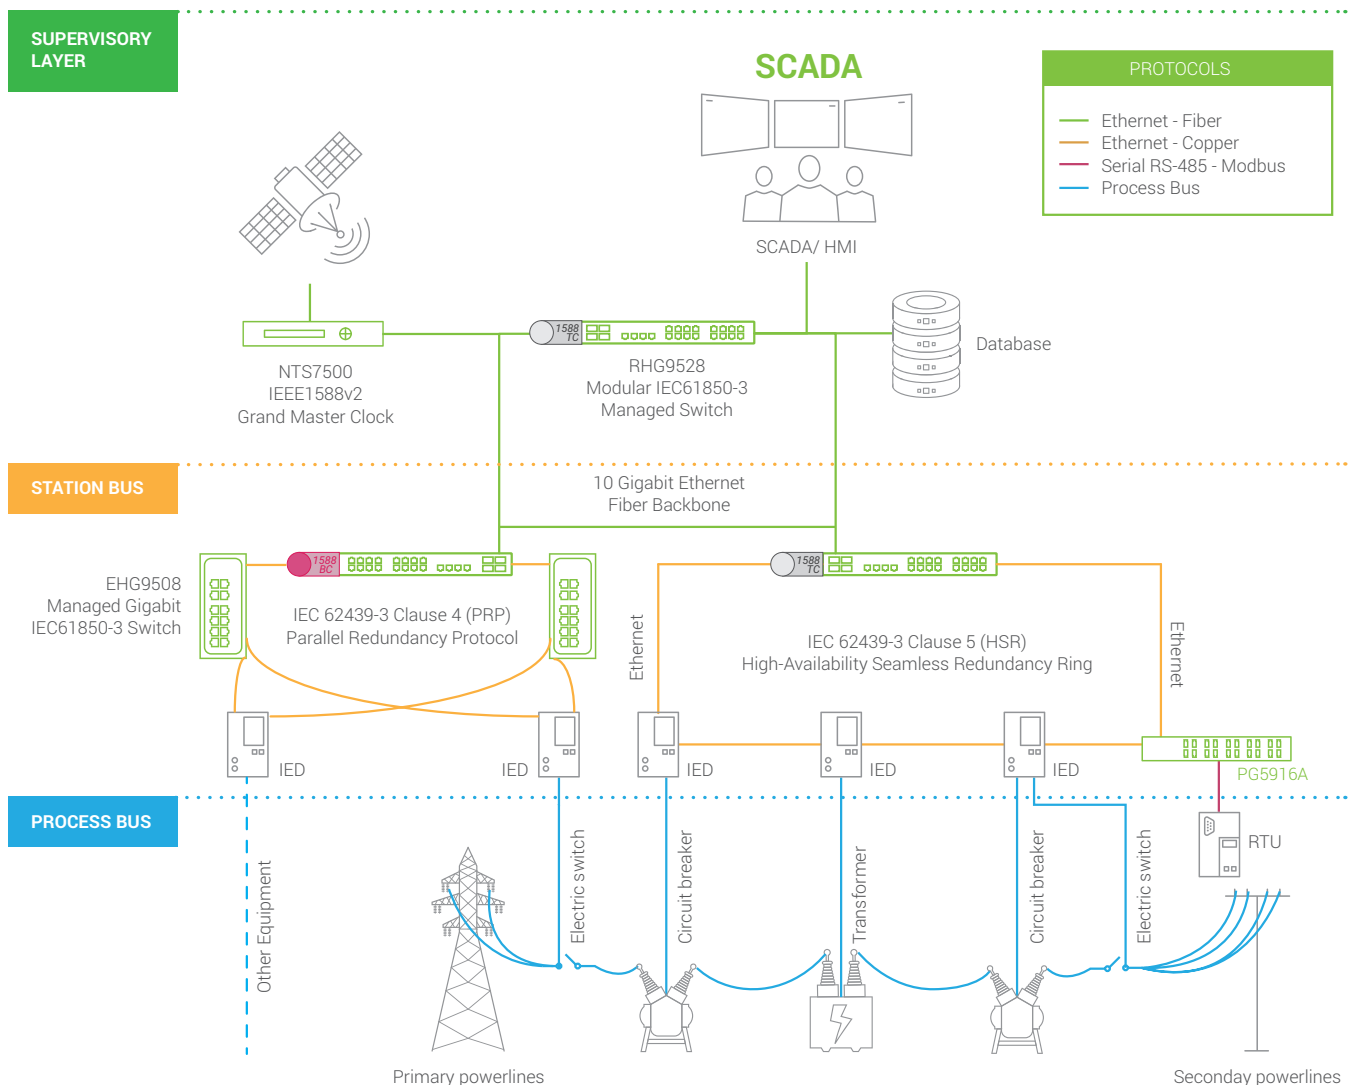 SUPERVISORY
LAYER
SCADA
PROTOCOLS
Ethernet - Fiber
Ethernet - Copper
Serial RS-485 - Modbus
Process Bus
SCADA/ HMI
1588
TC
NTS7500
IEEE1588v2
Grand Master Clock
RHG9528
Modular IEC61850-3
Managed Switch
Database
STATION BUS
10 Gigabit Ethernet
Fiber Backbone
1588
BC
1588
TC
EHG9508
Managed Gigabit
IEC61850-3 Switch
IEC 62439-3 Clause 4 (PRP)
Parallel Redundancy Protocol
Ethernet
IEC 62439-3 Clause 5 (HSR)
High-Availability Seamless Redundancy Ring
Ethernet
IED
IED
IED
IED
IED
PG5916A
PROCESS BUS
RTU
Other Equipment
Electric switch
Circuit breaker
Transformer
Circuit breaker
Electric switch
Primary powerlines
Seconday powerlines